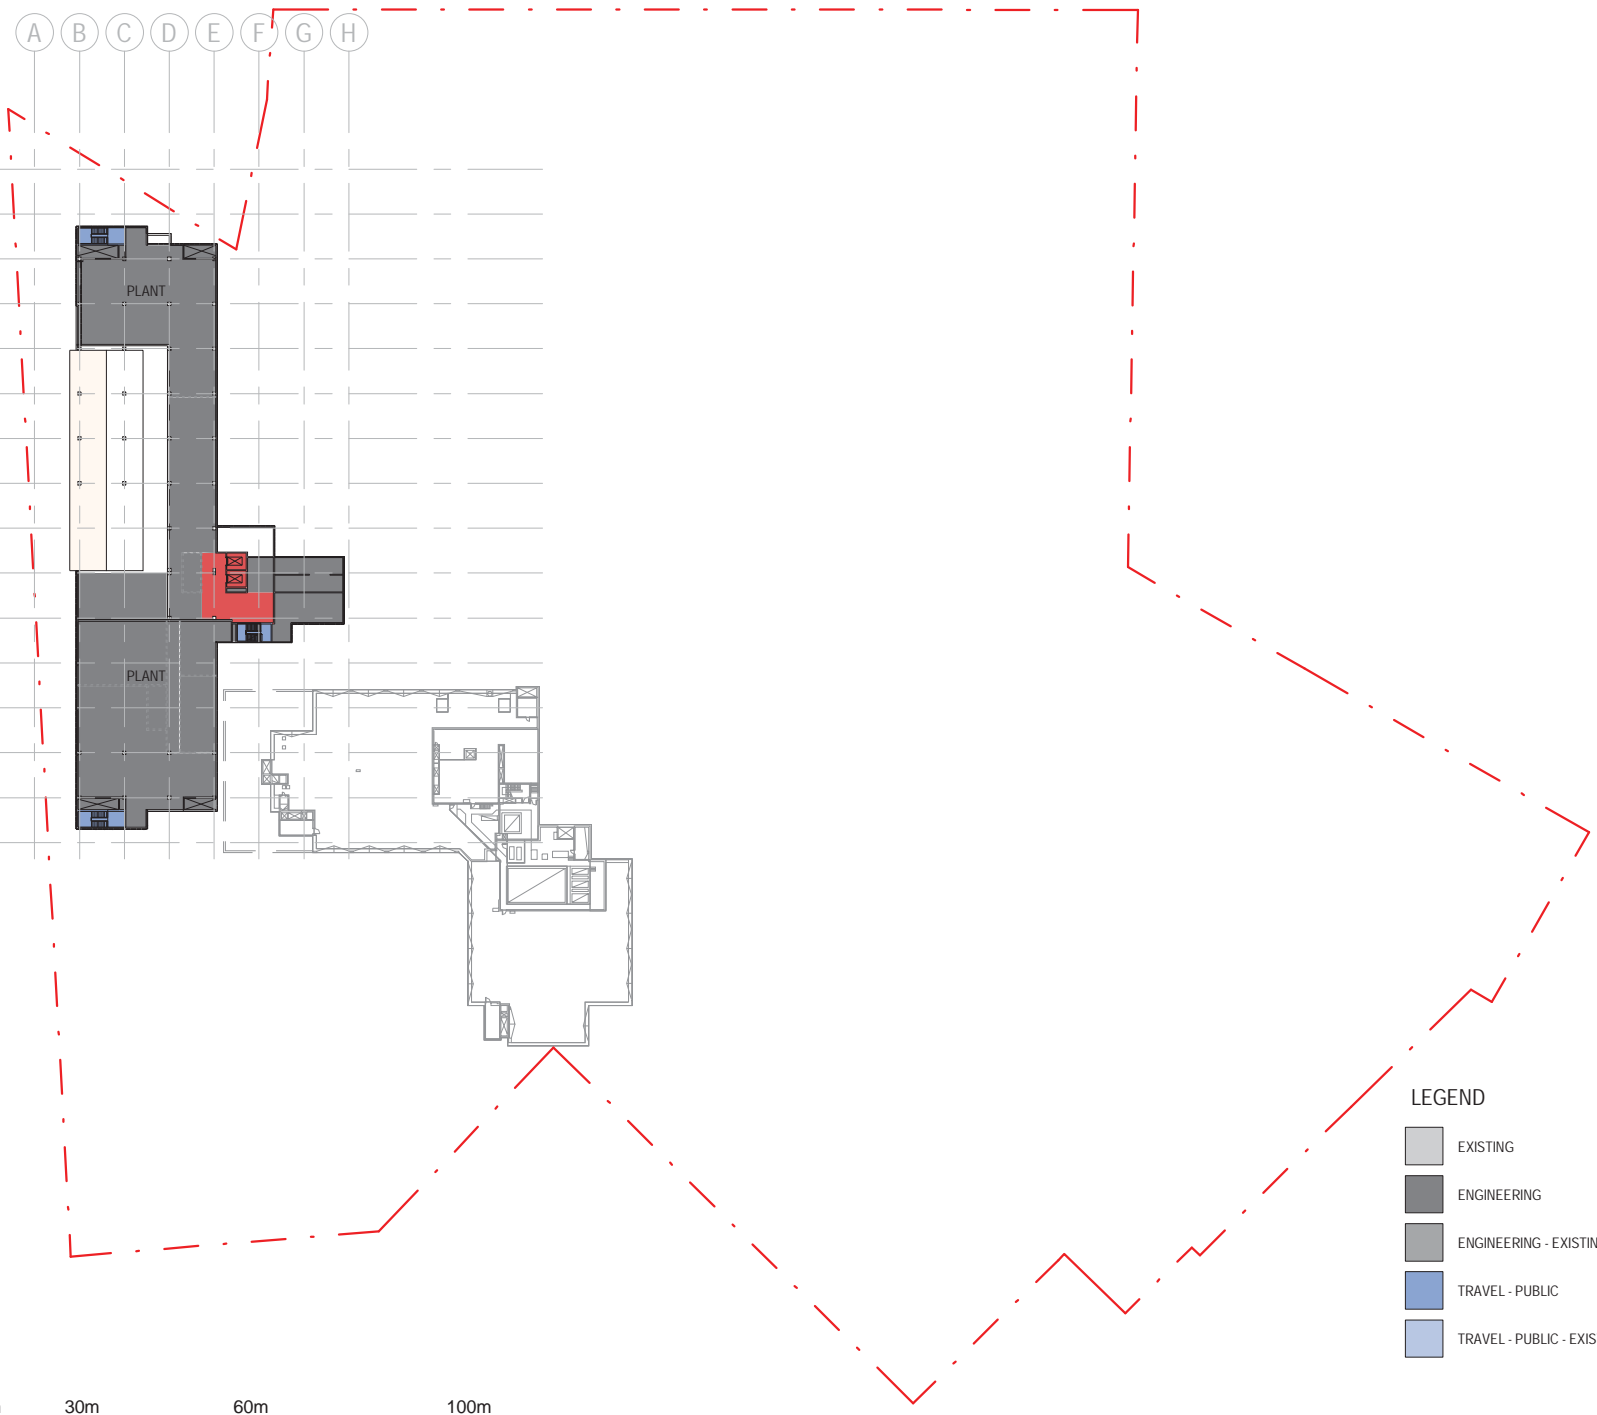 A B C D E F G H
PLANT
PLANT
LEGEND
EXISTING
ENGINEERING
ENGINEERING - EXISTIN
TRAVEL - PUBLIC
TRAVEL - PUBLIC - EXIS
30m 60m 100m